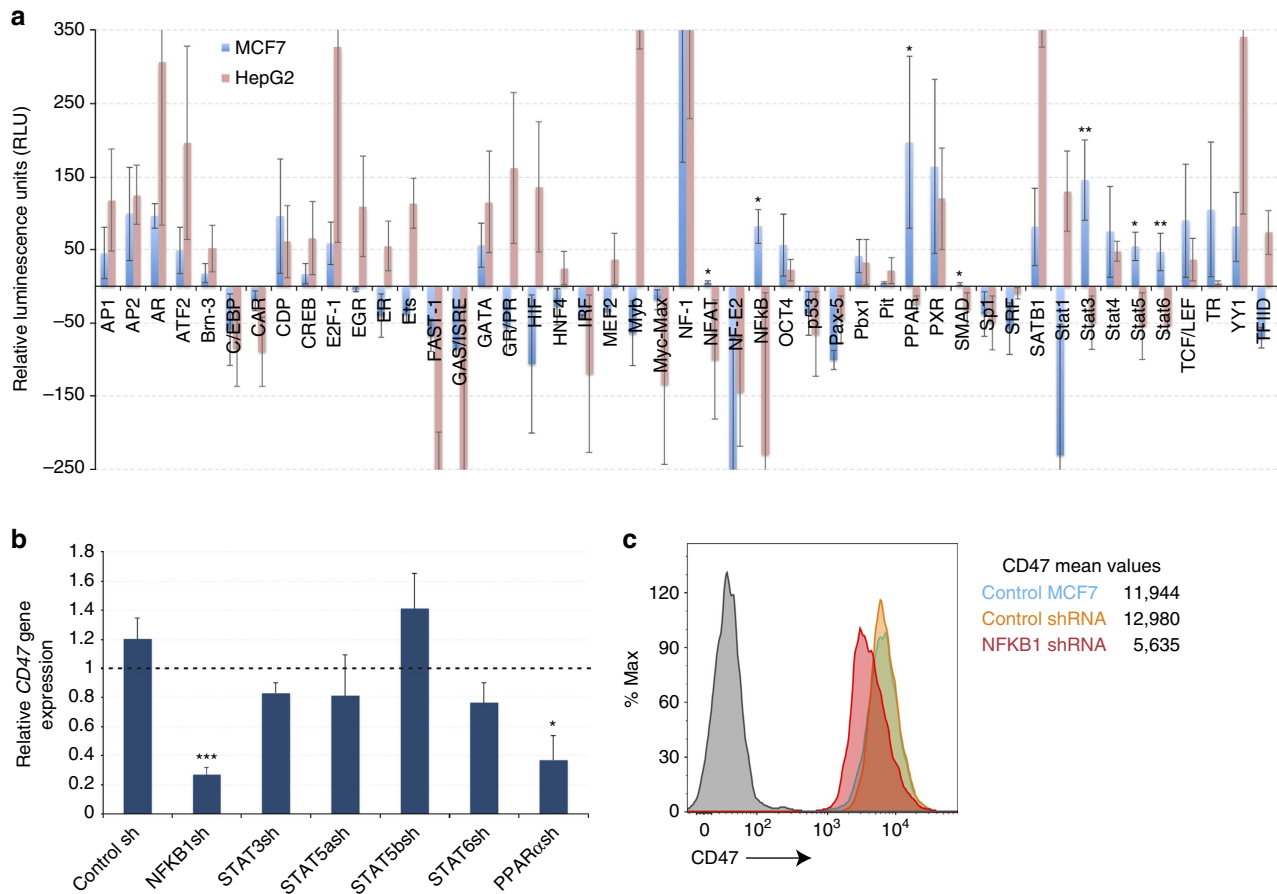 a
350
250
150
50
−50
−150
−250
Relative luminescence units (RLU)
MCF7
HepG2
* * * * ** * **
AP1 AP2 AR ATF2 Brn-3 C/EBP CAR CDP CREB E2F-1 EGR ER Ets FAST-1 GAS/ISRE GATA GR/PR HIF HNF4 IRF MEF2 Myb Myc-Max NF-1 NFAT NF-E2 NFkB OCT4 p53 Pax-5 Pbx1 Pit PPAR PXR SMAD Sp1 SRF SATB1 Stat1 Stat3 Stat4 Stat5 Stat6 TCF/LEF TR YY1 TFIID
b
1.8
1.6
1.4
1.2
1
0.8
0.6
0.4
0.2
0
Relative CD47 gene
expression
*** *
Control sh NFKB1sh STAT3sh STAT5ash STAT5bsh STAT6sh PPARαsh
c
120
90
60
30
0
% Max
0 10² 10³ 10⁴
CD47
CD47 mean values
Control MCF7 11,944
Control shRNA 12,980
NFKB1 shRNA 5,635